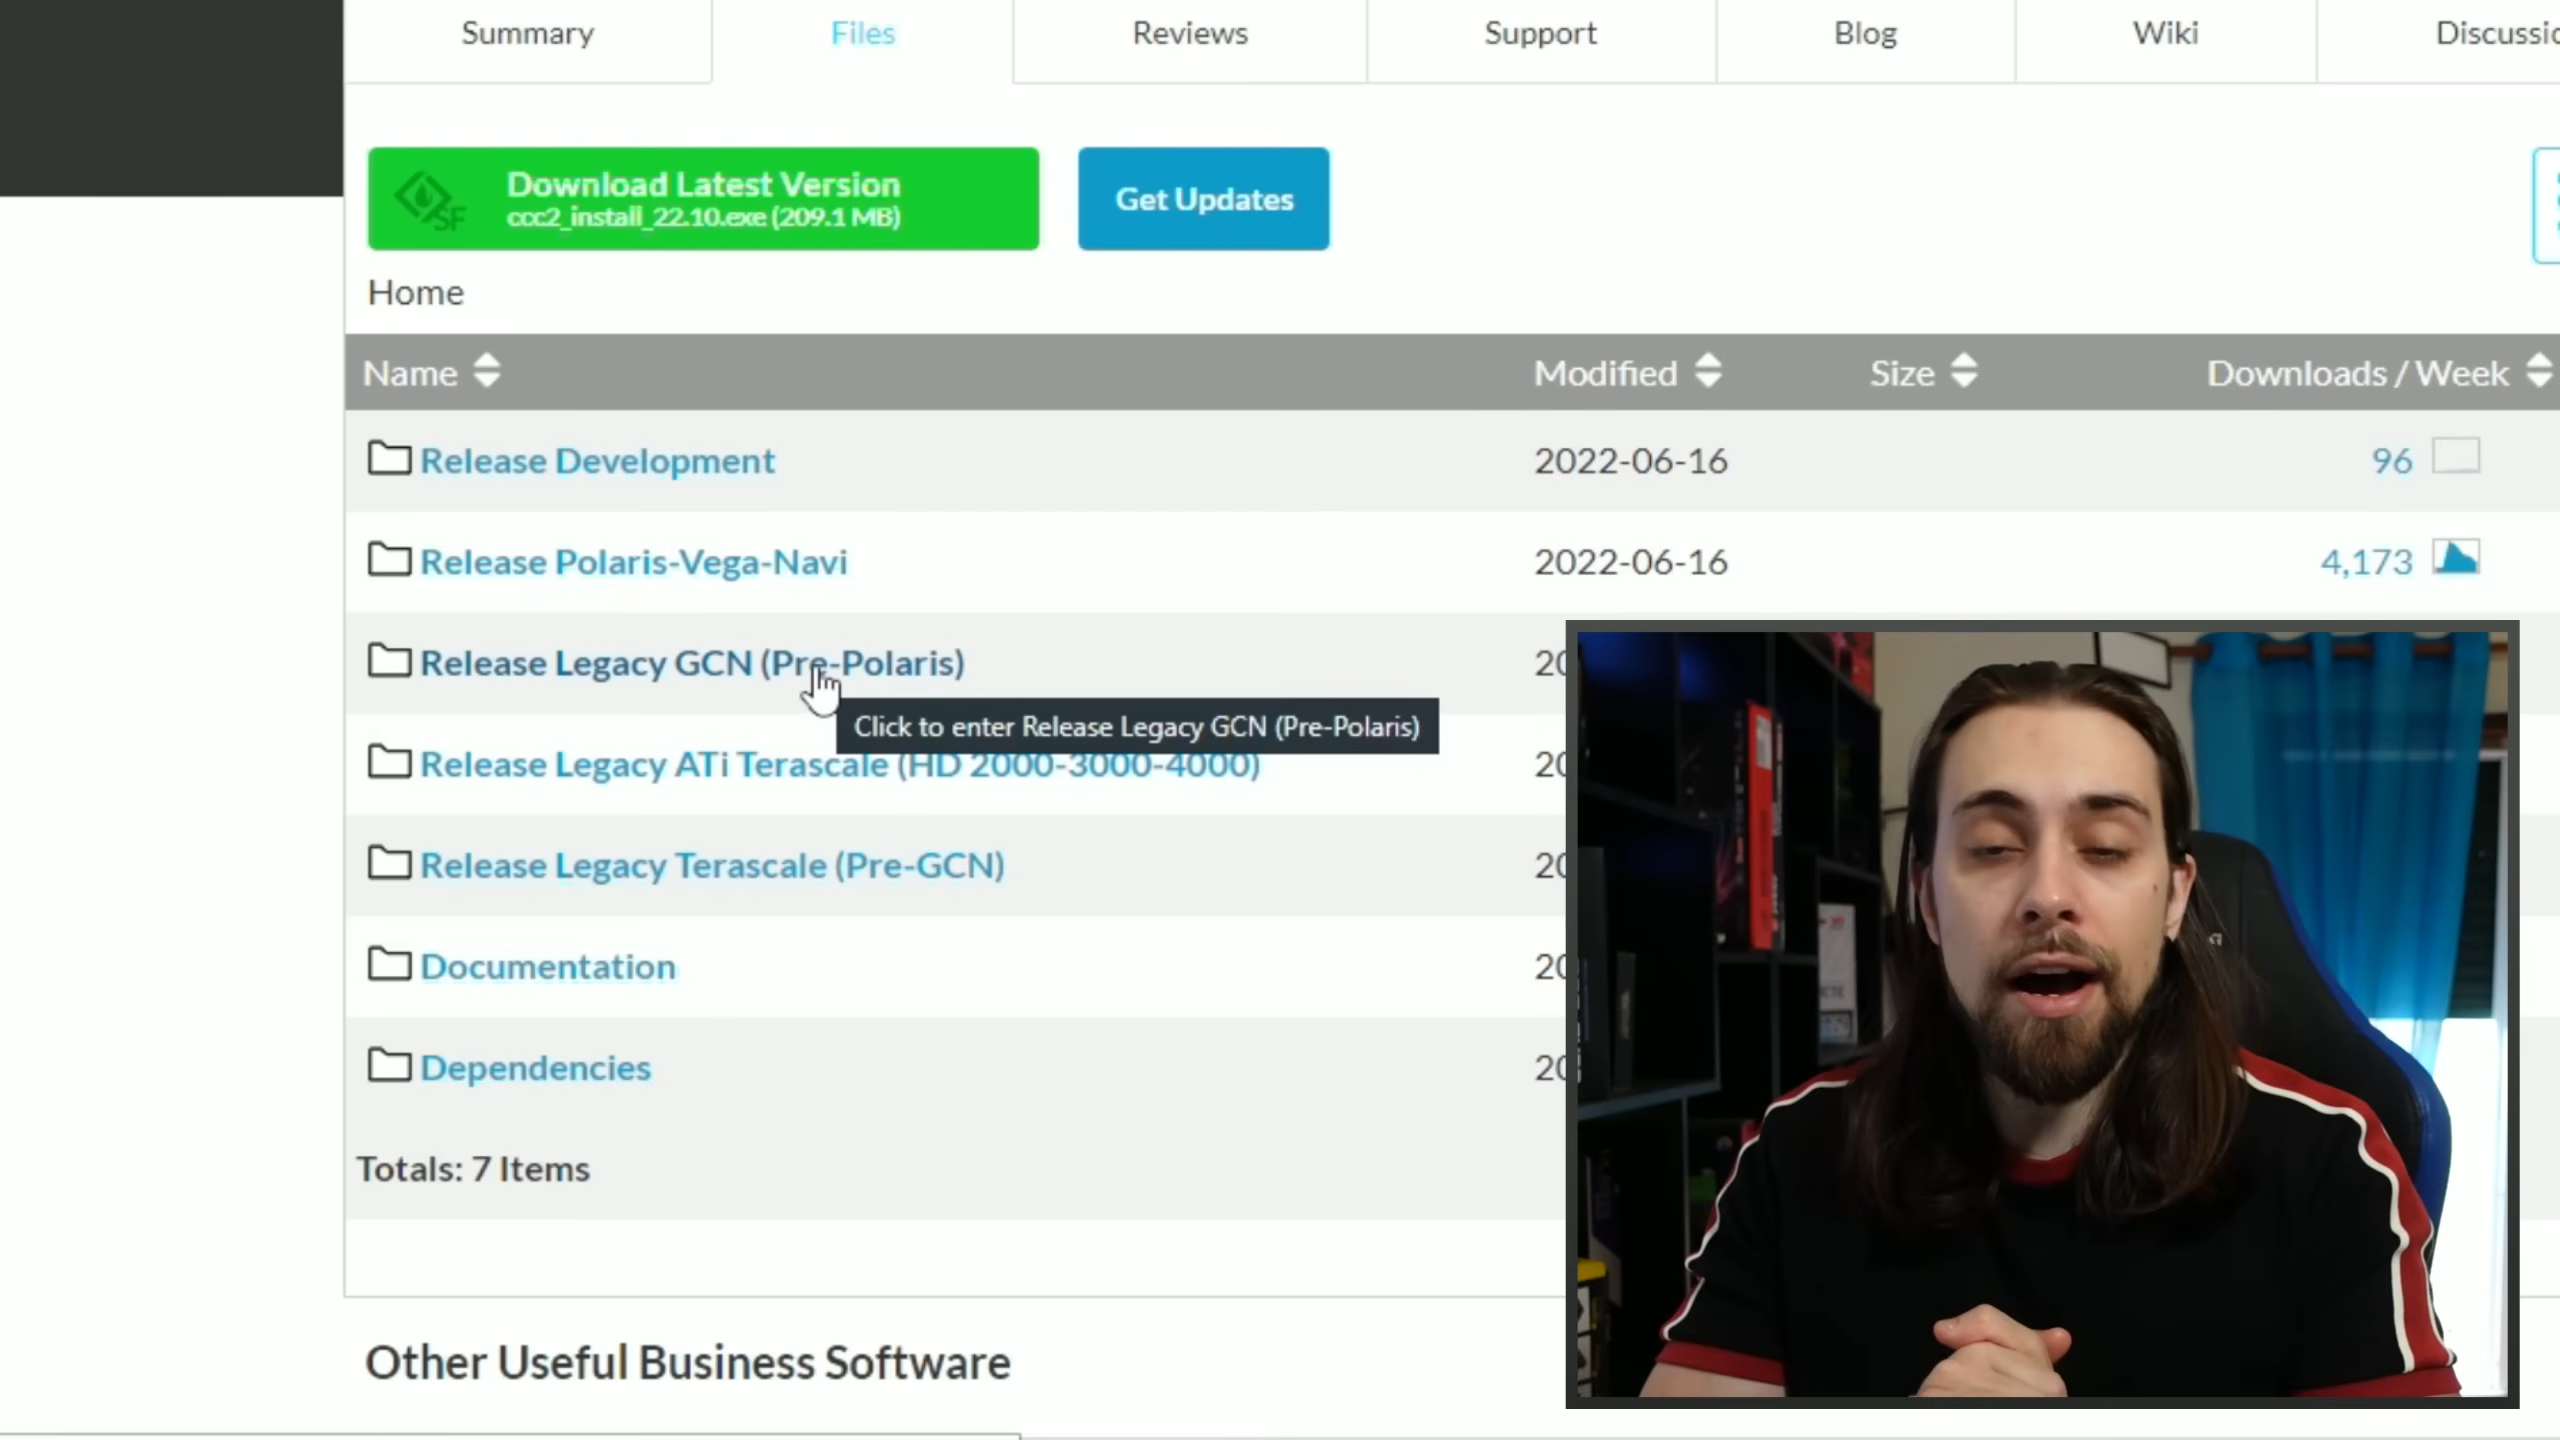 Summary Files Reviews Support Blog Wiki
Download Latest Version
ccc2_install_22.10.exe (209.1 MB)
SF
Get Updates
Home
Name Modified Size Downloads / Week
Release Development 2022-06-16 96
Release Polaris-Vega-Navi 2022-06-16 4,173
Release Legacy GCN (Pre-Polaris)
Click to enter Release Legacy GCN (Pre-Polaris)
Release Legacy ATi Terascale (HD 2000-3000-4000)
Release Legacy Terascale (Pre-GCN)
Documentation
Dependencies
Totals: 7 Items
Other Useful Business Software